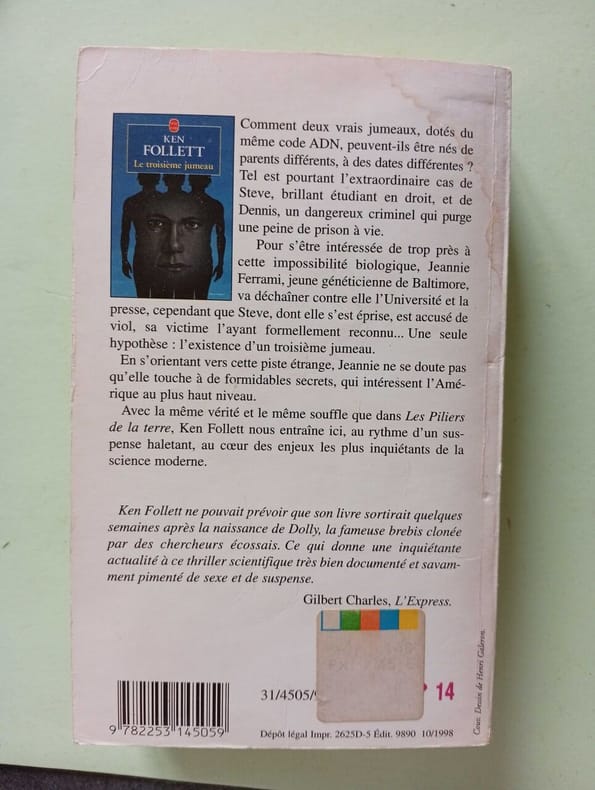 KEN
FOLLETT
Le troisième jumeau
Comment deux vrais jumeaux, dotés du
même code ADN, peuvent-ils être nés de
parents différents, à des dates différentes ?
Tel est pourtant l'extraordinaire cas de
Steve, brillant étudiant en droit, et de
Dennis, un dangereux criminel qui purge
une peine de prison à vie.
Pour s'être intéressée de trop près à
cette impossibilité biologique, Jeannie
Ferrami, jeune généticienne de Baltimore,
va déchaîner contre elle l'Université et la
presse, cependant que Steve, dont elle s'est éprise, est accusé de
viol, sa victime l'ayant formellement reconnu... Une seule
hypothèse : l'existence d'un troisième jumeau.
En s'orientant vers cette piste étrange, Jeannie ne se doute pas
qu'elle touche à de formidables secrets, qui intéressent l'Amé-
rique au plus haut niveau.
Avec la même vérité et le même souffle que dans Les Piliers
de la terre, Ken Follett nous entraîne ici, au rythme d'un sus-
pense haletant, au cœur des enjeux les plus inquiétants de la
science moderne.
Ken Follett ne pouvait prévoir que son livre sortirait quelques
semaines après la naissance de Dolly, la fameuse brebis clonée
par des chercheurs écossais. Ce qui donne une inquiétante
actualité à ce thriller scientifique très bien documenté et savam-
ment pimenté de sexe et de suspense.
Gilbert Charles, L'Express.
Couv. Dessin de Henri Galeron.
31/4505/
14
9 782253 145059
Dépôt légal Impr. 2625D-5 Édit. 9890 10/1998